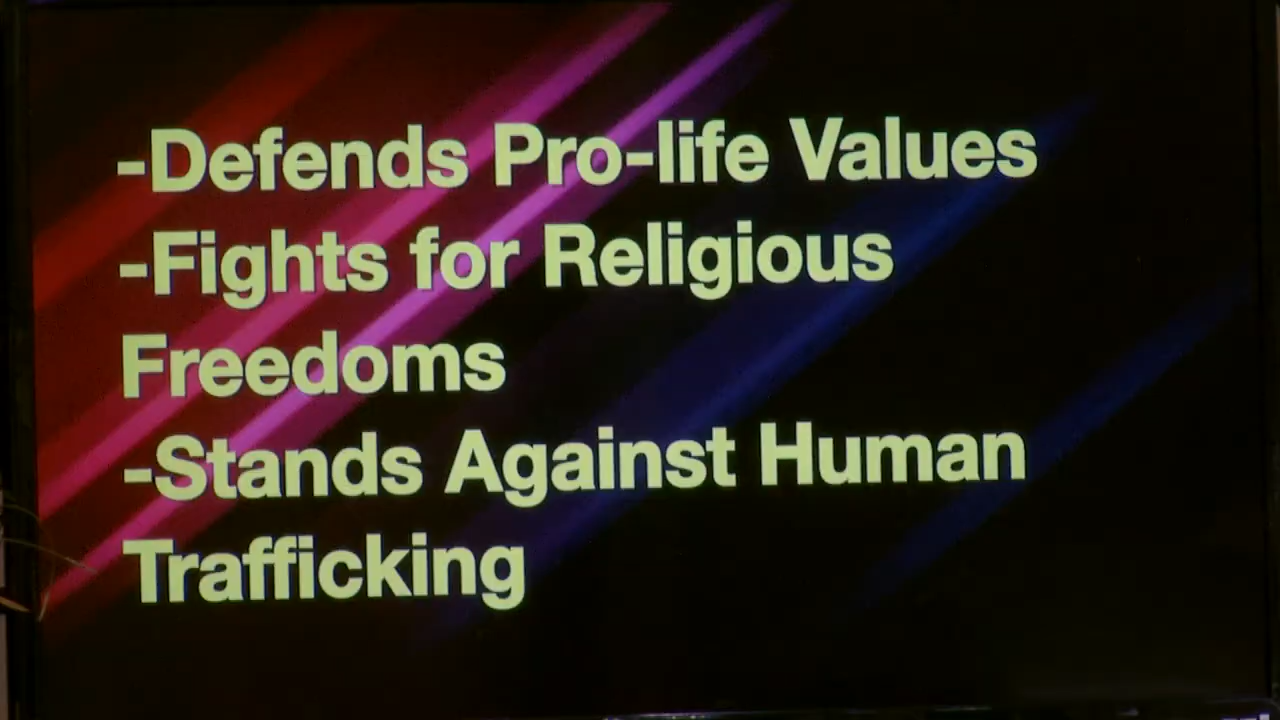 -Defends Pro-life Values
-Fights for Religious
Freedoms
-Stands Against Human
Trafficking